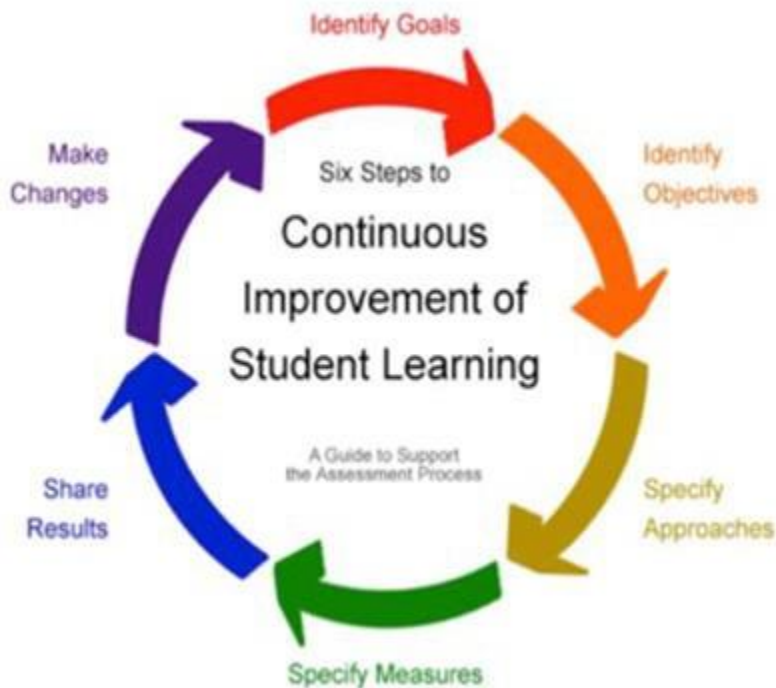 Identify Goals
Identify
Objectives
Specify
Approaches
Specify Measures
Share
Results
Make
Changes
Six Steps to
Continuous
Improvement of
Student Learning
A Guide to Support
the Assessment Process